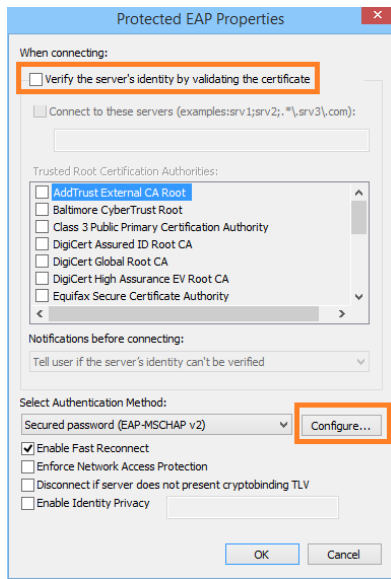 Protected EAP Properties
When connecting:
Verify the server's identity by validating the certificate
Connect to these servers (examples:srv1;srv2;.*\.srv3\.com):
Trusted Root Certification Authorities:
AddTrust External CA Root
Baltimore CyberTrust Root
Class 3 Public Primary Certification Authority
DigiCert Assured ID Root CA
DigiCert Global Root CA
DigiCert High Assurance EV Root CA
Equifax Secure Certificate Authority
Notifications before connecting:
Tell user if the server's identity can't be verified
Select Authentication Method:
Secured password (EAP-MSCHAP v2) Configure...
Enable Fast Reconnect
Enforce Network Access Protection
Disconnect if server does not present cryptobinding TLV
Enable Identity Privacy
OK Cancel